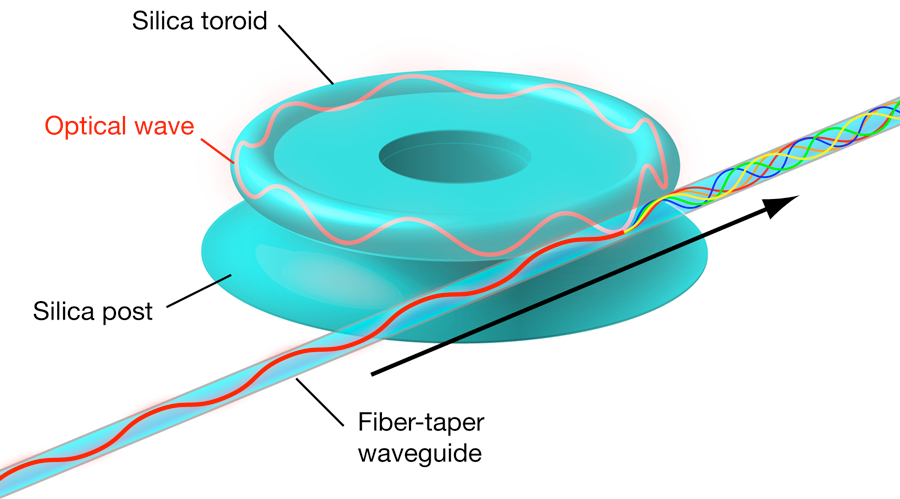 Silica toroid
Optical wave
Silica post
Fiber-taper
waveguide